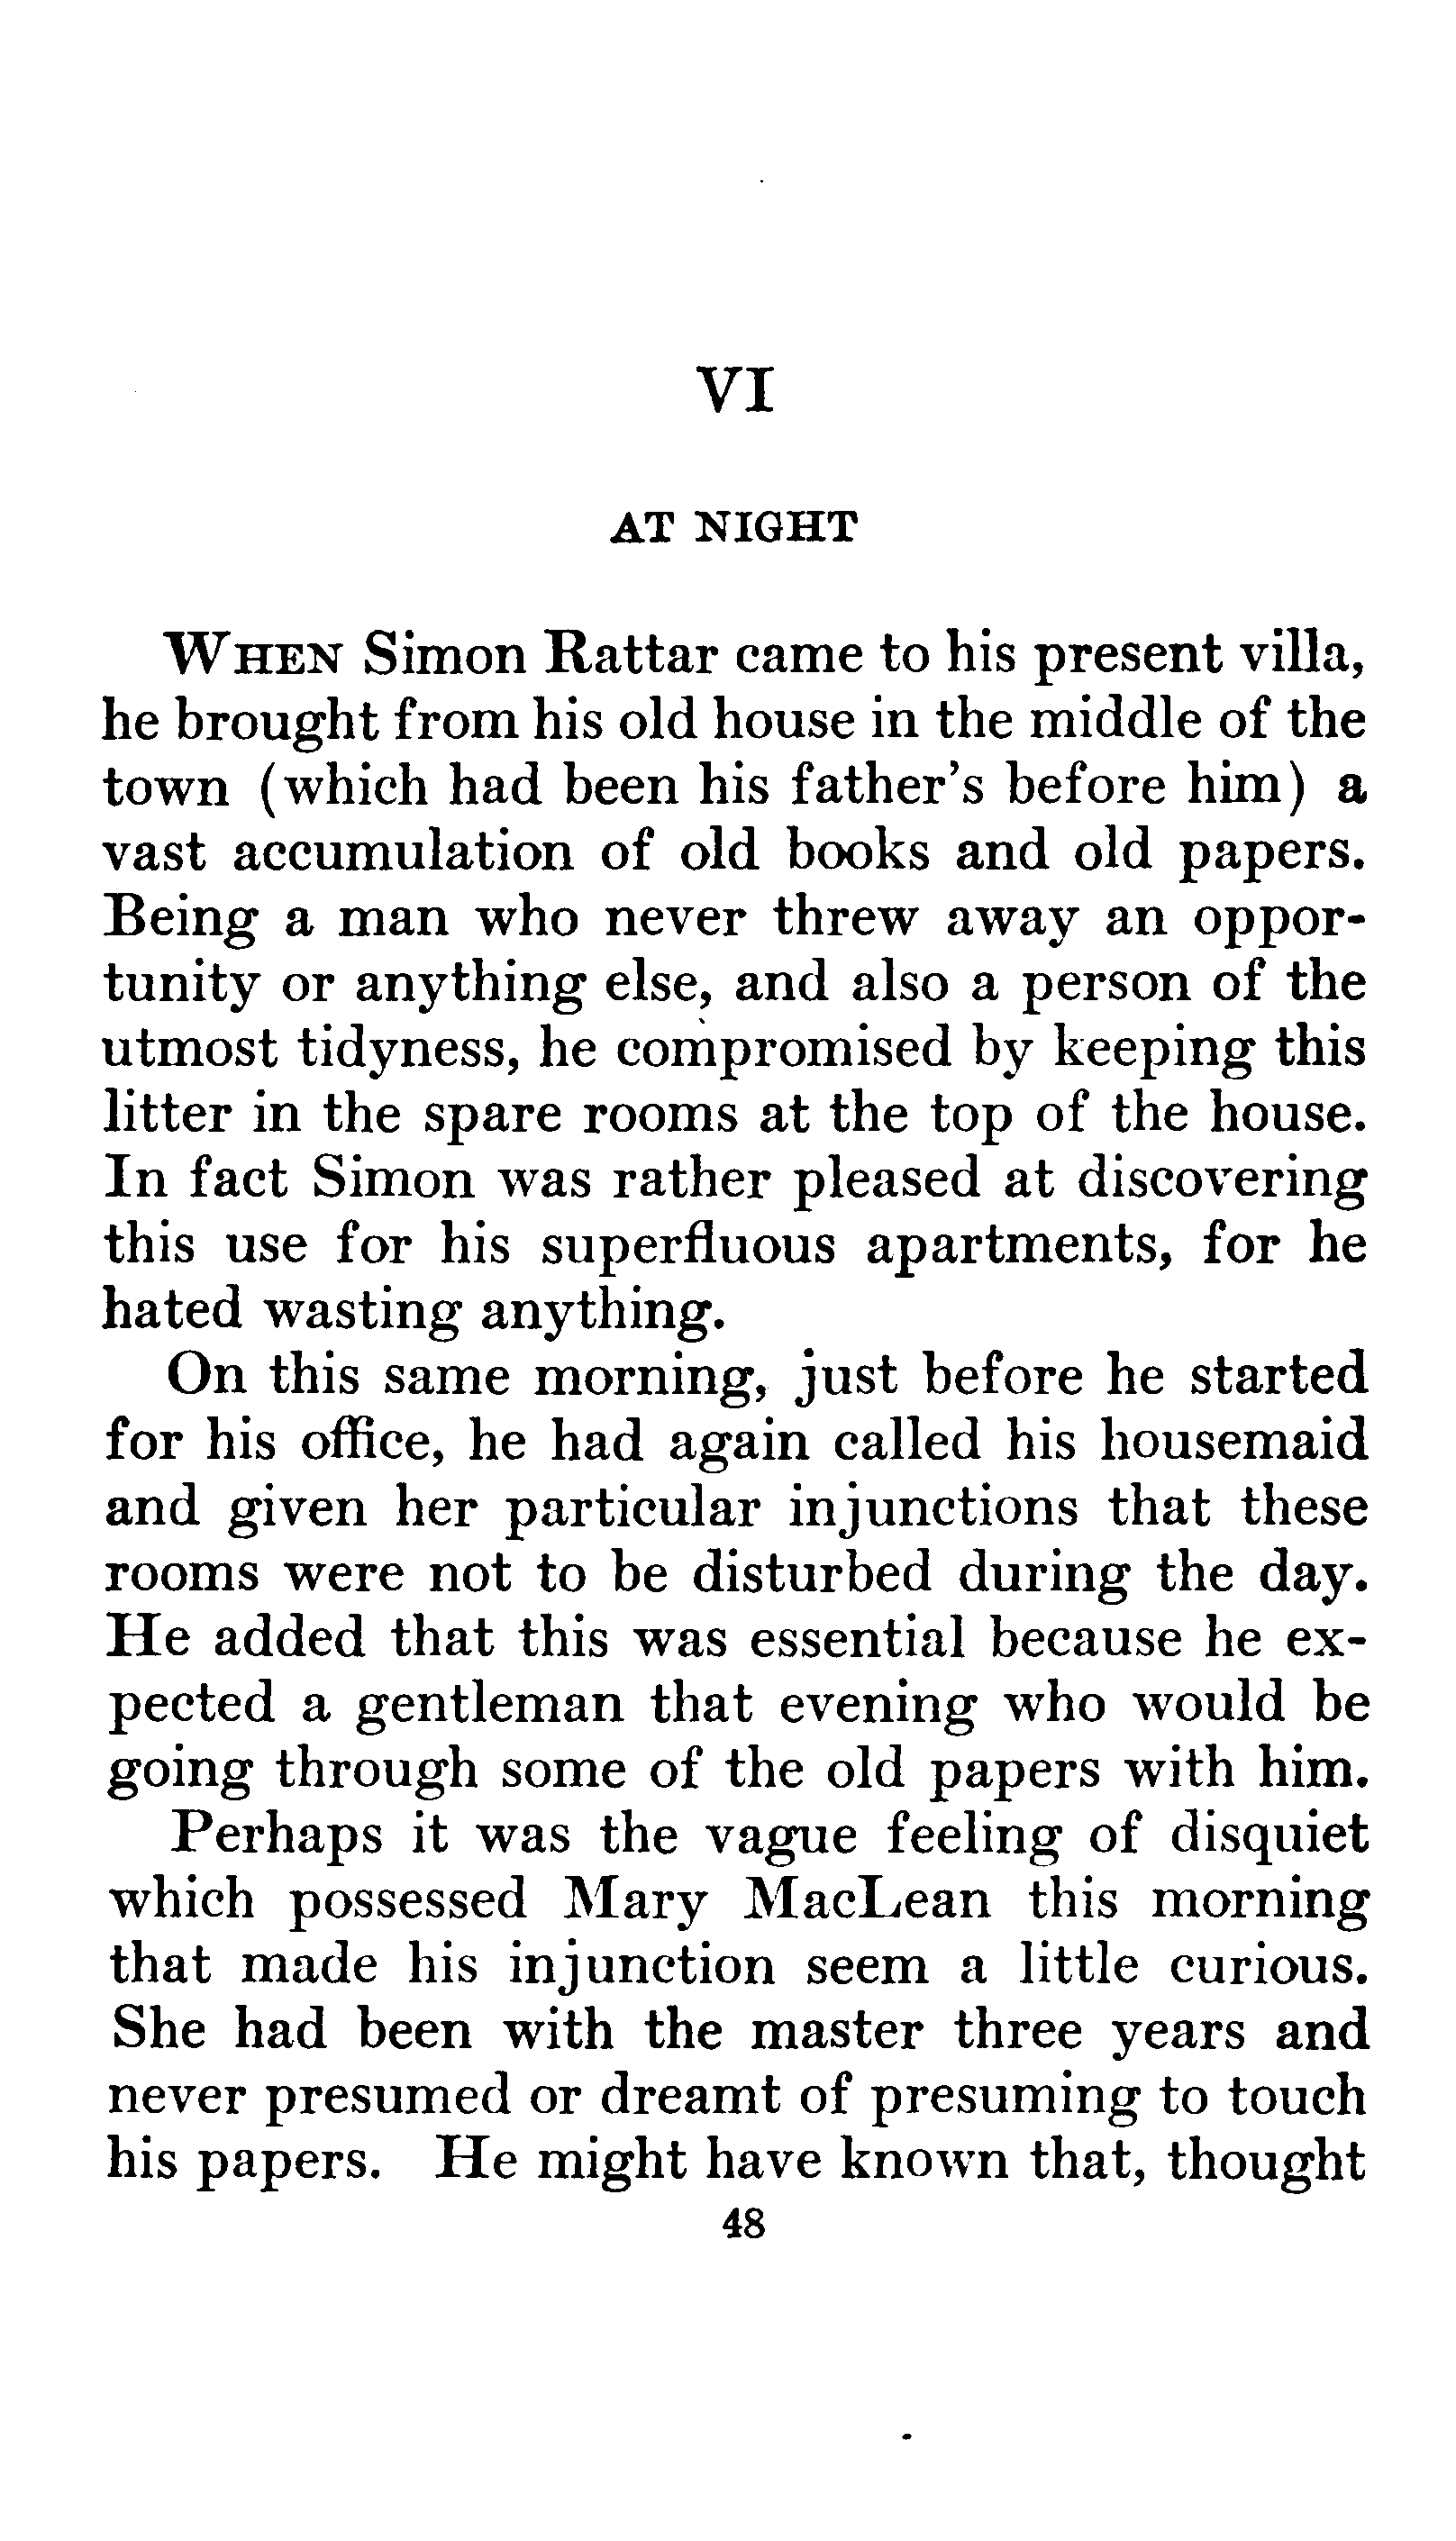 VI
AT NIGHT
WHEN Simon Rattar came to his present villa,
he brought from his old house in the middle of the
town (which had been his father's before him) a
vast accumulation of old books and old papers.
Being a man who never threw away an oppor-
tunity or anything else, and also a person of the
utmost tidyness, he compromised by keeping this
litter in the spare rooms at the top of the house.
In fact Simon was rather pleased at discovering
this use for his superfluous apartments, for he
hated wasting anything.
On this same morning, just before he started
for his office, he had again called his housemaid
and given her particular injunctions that these
rooms were not to be disturbed during the day.
He added that this was essential because he ex-
pected a gentleman that evening who would be
going through some of the old papers with him.
Perhaps it was the vague feeling of disquiet
which possessed Mary MacLean this morning
that made his injunction seem a little curious.
She had been with the master three years and
never presumed or dreamt of presuming to touch
his papers. He might have known that, thought
48